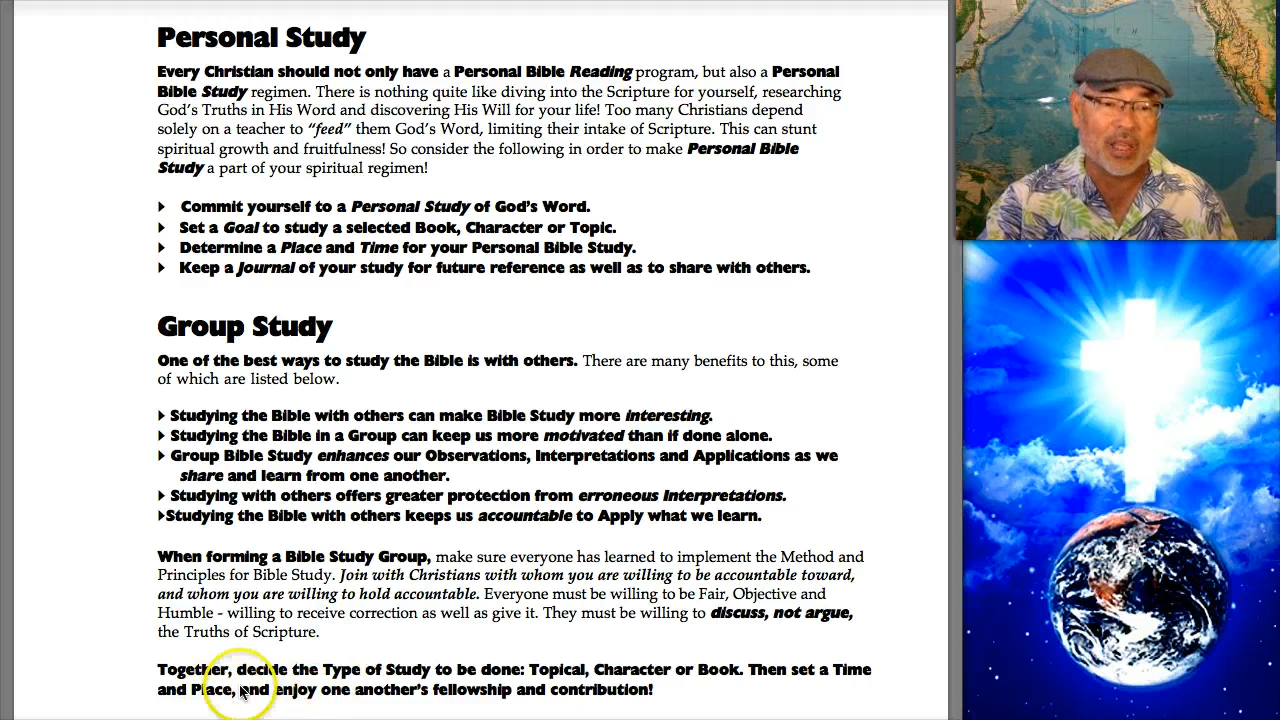 Personal Study
Every Christian should not only have a Personal Bible Reading program, but also a Personal
Bible Study regimen. There is nothing quite like diving into the Scripture for yourself, researching
God's Truths in His Word and discovering His Will for your life! Too many Christians depend
solely on a teacher to "feed" them God's Word, limiting their intake of Scripture. This can stunt
spiritual growth and fruitfulness! So consider the following in order to make Personal Bible
Study a part of your spiritual regimen!
Commit yourself to a Personal Study of God's Word.
Set a Goal to study a selected Book, Character or Topic.
Determine a Place and Time for your Personal Bible Study.
Keep a Journal of your study for future reference as well as to share with others.
Group Study
One of the best ways to study the Bible is with others. There are many benefits to this, some
of which are listed below.
Studying the Bible with others can make Bible Study more interesting.
Studying the Bible in a Group can keep us more motivated than if done alone.
Group Bible Study enhances our Observations, Interpretations and Applications as we
share and learn from one another.
Studying with others offers greater protection from erroneous Interpretations.
Studying the Bible with others keeps us accountable to Apply what we learn.
When forming a Bible Study Group, make sure everyone has learned to implement the Method and
Principles for Bible Study. Join with Christians with whom you are willing to be accountable toward,
and whom you are willing to hold accountable. Everyone must be willing to be Fair, Objective and
Humble - willing to receive correction as well as give it. They must be willing to discuss, not argue,
the Truths of Scripture.
Together, decide the Type of Study to be done: Topical, Character or Book. Then set a Time
and Place, and enjoy one another's fellowship and contribution!